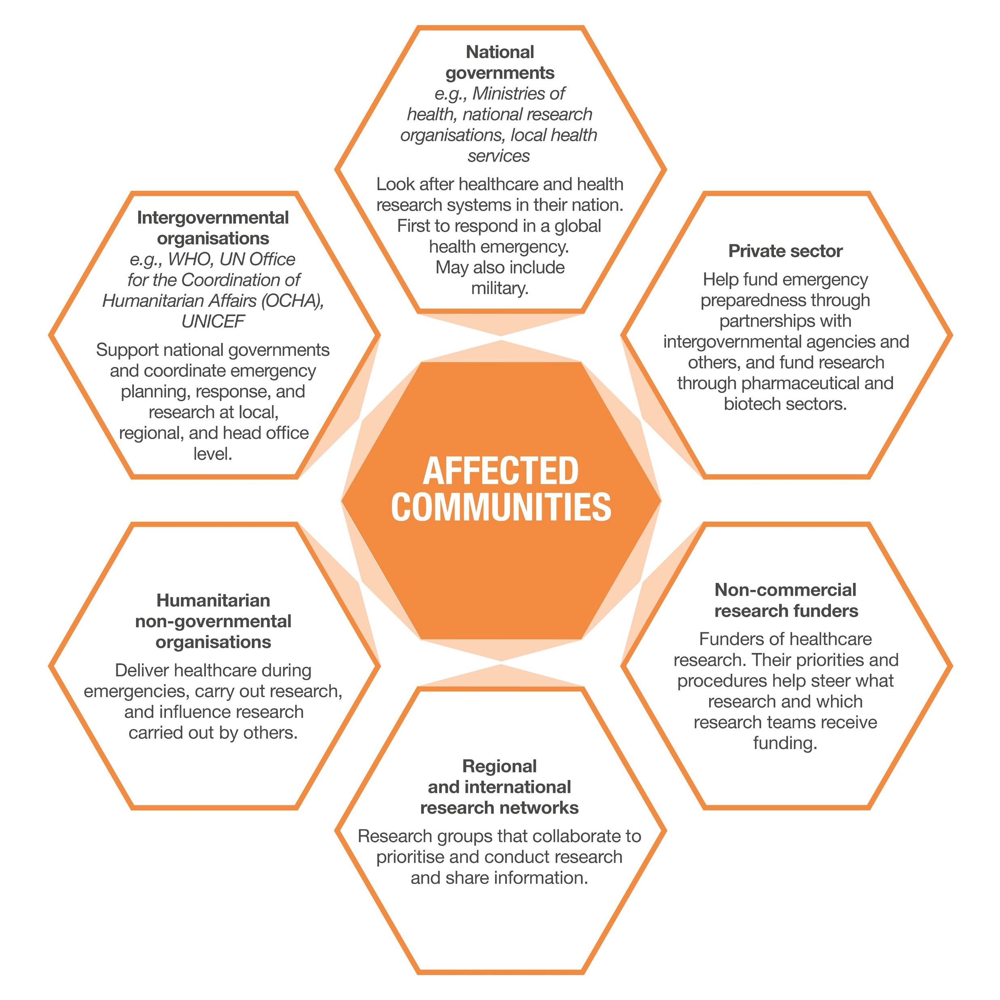 National
governments
e.g., Ministries of
health, national research
organisations, local health
services
Look after healthcare and health
research systems in their nation.
First to respond in a global
health emergency.
May also include
military.
Intergovernmental
organisations
e.g., WHO, UN Office
for the Coordination of
Humanitarian Affairs (OCHA),
UNICEF
Support national governments
and coordinate emergency
planning, response, and
research at local,
regional, and head office
level.
Private sector
Help fund emergency
preparedness through
partnerships with
intergovernmental agencies and
others, and fund research
through pharmaceutical and
biotech sectors.
AFFECTED
COMMUNITIES
Humanitarian
non-governmental
organisations
Deliver healthcare during
emergencies, carry out research,
and influence research
carried out by others.
Non-commercial
research funders
Funders of healthcare
research. Their priorities and
procedures help steer what
research and which
research teams receive
funding.
Regional
and international
research networks
Research groups that collaborate to
prioritise and conduct research
and share information.